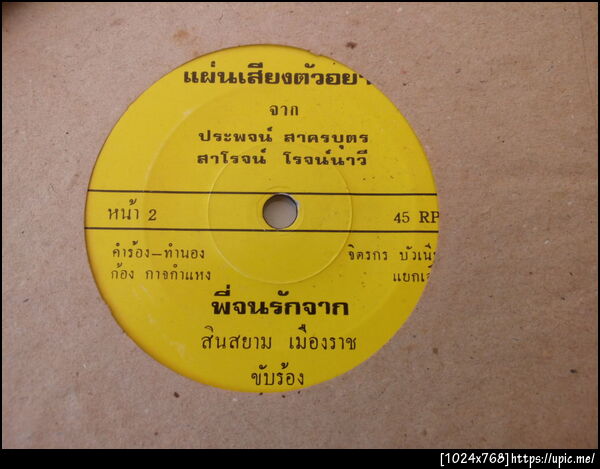 แผ่นเสียงตัวอย่า
จาก
ประพจน์ สาครบุตร
สาโรจน์ โรจน์นาวี
หน้า 2
45 RP
คำร้อง–ทำนอง
ก้อง กาจกำแหง
จิตรกร บัวเนีย
แยกเสี
พี่จนรักจาก
สินสยาม เมืองราช
ขับร้อง
[1024x768]https://upic.me/